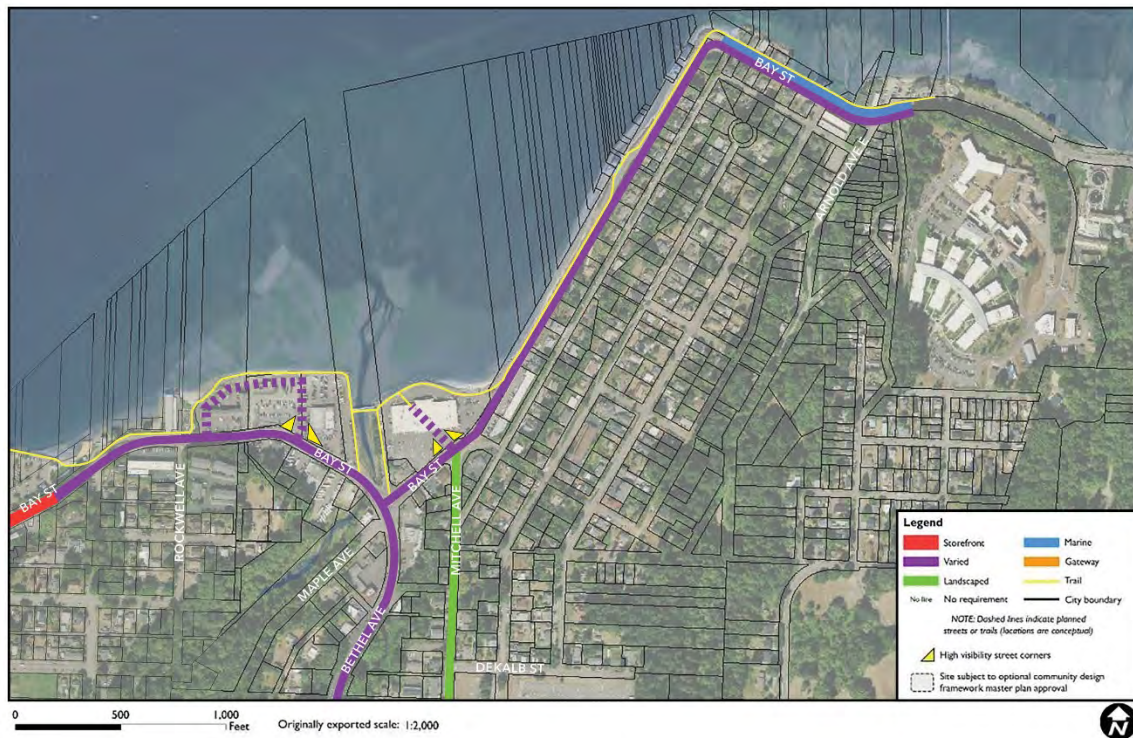 BAY ST
ARNOLD AVE E
BAY ST
BAY ST
BAY ST
ROCKWELL AVE
MAPLE AVE
MITCHELL AVE
BETHEL AVE
DEKALB ST
Legend
Storefront
Marine
Varied
Gateway
Landscaped
Trail
No line
No requirement
City boundary
NOTE: Dashed lines indicate planned
streets or trails (locations are conceptual)
High visibility street corners
Site subject to optional community design
framework master plan approval
0 500 1,000
Feet
Originally exported scale: 1:2,000
N